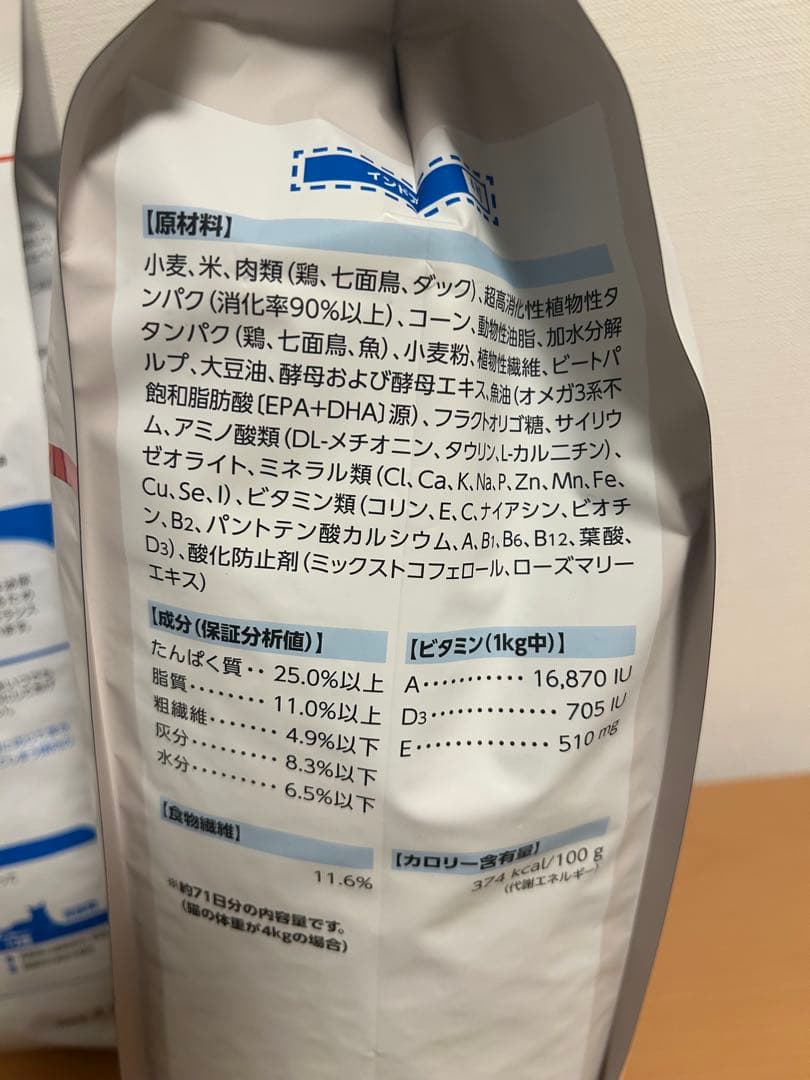 インドア
【原材料】
小麦、米、肉類（鶏、七面鳥、ダック）、超高消化性植物性タ
ンパク（消化率90%以上）、コーン、動物性油脂、加水分解
タンパク（鶏、七面鳥、魚）、小麦粉、植物性繊維、ビートパ
ルプ、大豆油、酵母および酵母エキス、魚油（オメガ3系不
飽和脂肪酸〔EPA+DHA〕源）、フラクトオリゴ糖、サイリウ
ム、アミノ酸類（DL-メチオニン、タウリン、L-カルニチン）、
ゼオライト、ミネラル類（Cl、Ca、K、Na、P、Zn、Mn、Fe、
Cu、Se、I）、ビタミン類（コリン、E、C、ナイアシン、ビオチ
ン、B2、パントテン酸カルシウム、A、B1、B6、B12、葉酸、
D3）、酸化防止剤（ミックストコフェロール、ローズマリー
エキス）
【成分（保証分析値）】
たんぱく質‥ 25.0%以上
脂質‥‥‥‥ 11.0%以上
粗繊維‥‥‥‥ 4.9%以下
灰分‥‥‥‥‥ 8.3%以下
水分‥‥‥‥‥ 6.5%以下
【食物繊維】
11.6%
※約71日分の内容量です。
（猫の体重が4kgの場合）
【ビタミン（1kg中）】
A‥‥‥‥‥‥ 16,870 IU
D3‥‥‥‥‥‥‥ 705 IU
E‥‥‥‥‥‥‥ 510 mg
【カロリー含有量】
374 kcal/100 g
（代謝エネルギー）